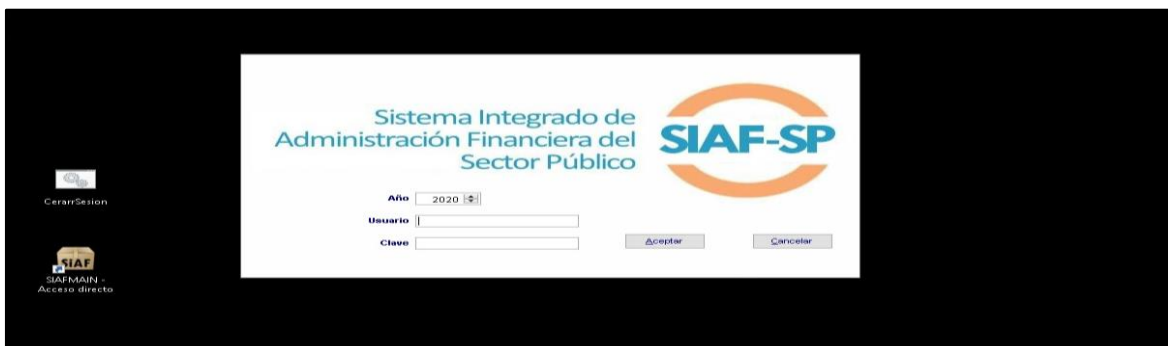 Sistema Integrado de
Administración Financiera del
Sector Público
SIAF-SP
Año 2020
Usuario
Clave
Aceptar Cancelar
CerarrSesion
SIAF
SIAFMAIN -
Acceso directo